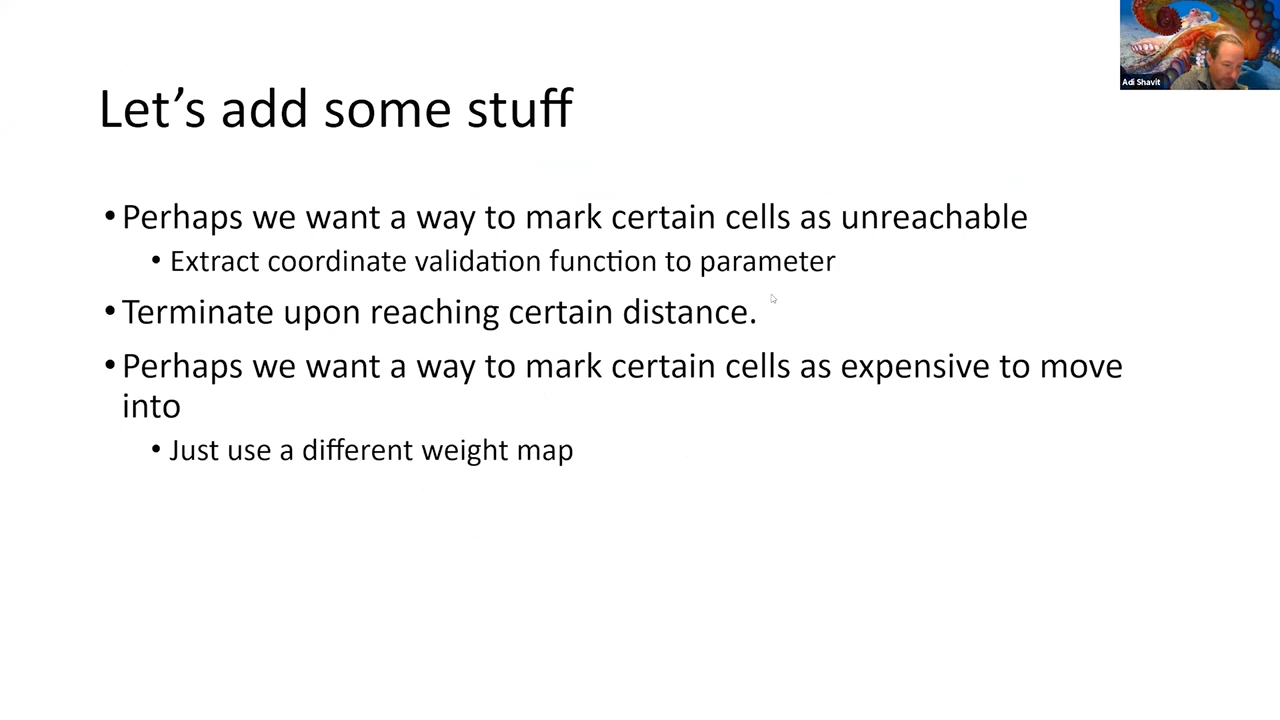 Adi Shavit
Let's add some stuff
• Perhaps we want a way to mark certain cells as unreachable
• Extract coordinate validation function to parameter
• Terminate upon reaching certain distance.
• Perhaps we want a way to mark certain cells as expensive to move
into
• Just use a different weight map